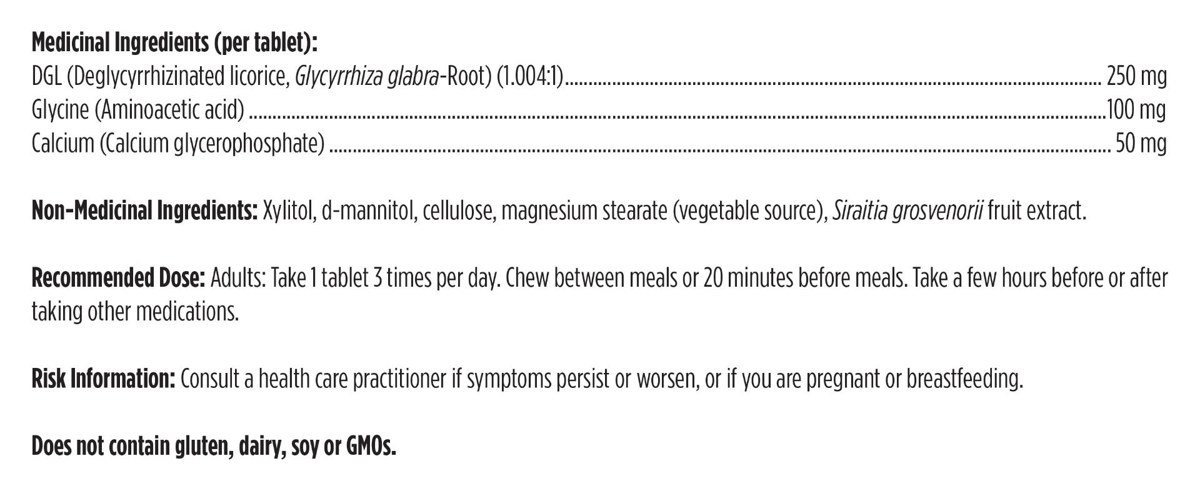 Medicinal Ingredients (per tablet):
DGL (Deglycyrrhizinated licorice, Glycyrrhiza glabra-Root) (1.004:1)........ 250 mg
Glycine (Aminoacetic acid) ........100 mg
Calcium (Calcium glycerophosphate) ........ 50 mg
Non-Medicinal Ingredients: Xylitol, d-mannitol, cellulose, magnesium stearate (vegetable source), Siraitia grosvenorii fruit extract.
Recommended Dose: Adults: Take 1 tablet 3 times per day. Chew between meals or 20 minutes before meals. Take a few hours before or after
taking other medications.
Risk Information: Consult a health care practitioner if symptoms persist or worsen, or if you are pregnant or breastfeeding.
Does not contain gluten, dairy, soy or GMOs.